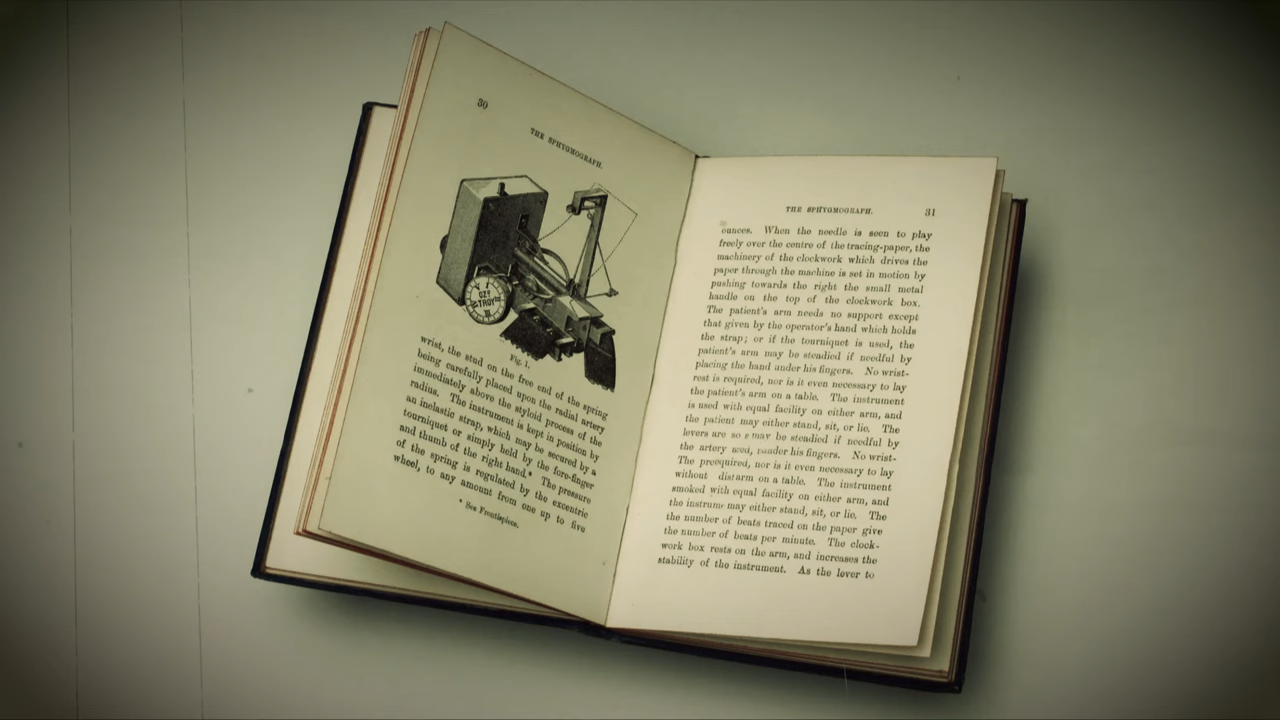 30
THE SPHYGMOGRAPH.
OZS
TROY
Fig. 1.
wrist, the stud on the free end of the spring
being carefully placed upon the radial artery
immediately above the styloid process of the
radius. The instrument is kept in position by
an inelastic strap, which may be secured by a
tourniquet or simply held by the fore-finger
and thumb of the right hand.* The pressure
of the spring is regulated by the excentric
wheel, to any amount from one up to five
* See Frontispiece.
THE SPHYGMOGRAPH. 31
ounces. When the needle is seen to play
freely over the centre of the tracing-paper, the
machinery of the clockwork which drives the
paper through the machine is set in motion by
pushing towards the right the small metal
handle on the top of the clockwork box.
The patient's arm needs no support except
that given by the operator's hand which holds
the strap; or if the tourniquet is used, the
patient's arm may be steadied if needful by
placing the hand under his fingers. No wrist-
rest is required, nor is it even necessary to lay
the patient's arm on a table. The instrument
is used with equal facility on either arm, and
the patient may either stand, sit, or lie. The
levers are so may be steadied if needful by
the artery his fingers. No wrist-
The prequired, nor is it even necessary to lay
without arm on a table. The instrument
smoked with equal facility on either arm, and
the may either stand, sit, or lie. The
the number of beats traced on the paper give
the number of beats per minute. The clock-
work box rests on the arm, and increases the
stability of the instrument. As the lever to